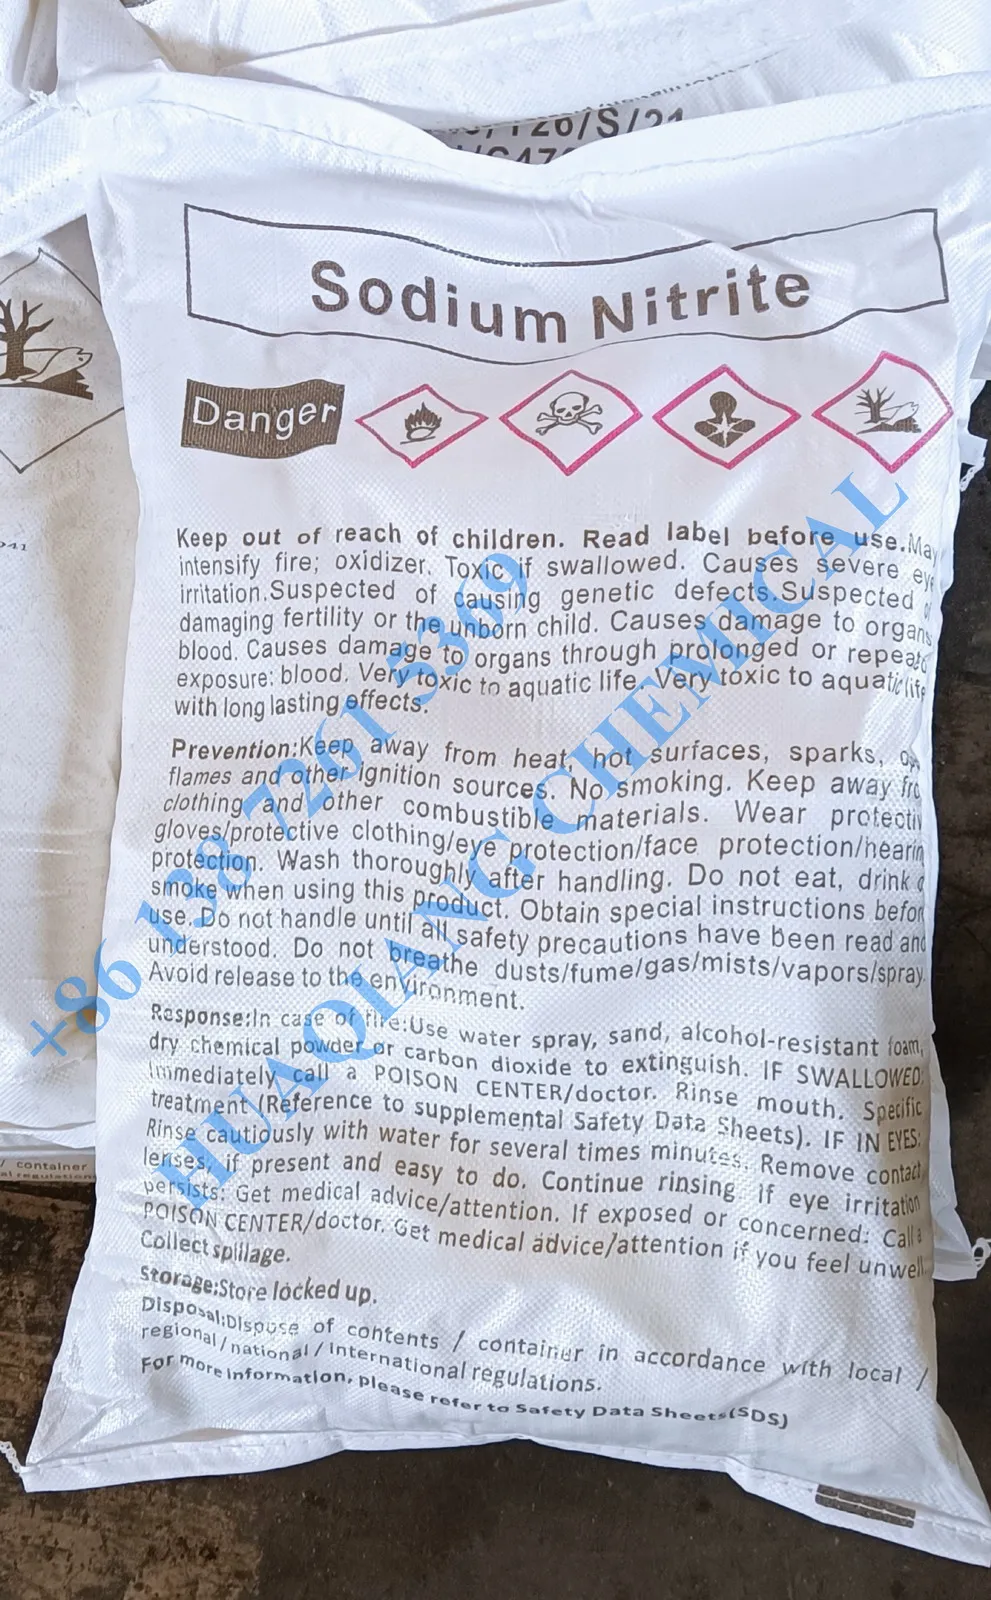 /T26/S/21
Sodium Nitrite
Danger
Keep out of reach of children. Read label before use.May
intensify fire; oxidizer. Toxic if swallowed. Causes severe eye
irritation.Suspected of causing genetic defects.Suspected of
damaging fertility or the unborn child. Causes damage to organs
blood. Causes damage to organs through prolonged or repeated
exposure: blood. Very toxic to aquatic life. Very toxic to aquatic life
with long lasting effects.
Prevention:Keep away from heat, hot surfaces, sparks,
flames and other ignition sources. No smoking. Keep away fro
clothing and other combustible materials. Wear protectiv
gloves/protective clothing/eye protection/face protection/hearin
protection. Wash thoroughly after handling. Do not eat, drink
smoke when using this product. Obtain special instructions befor
use. Do not handle until all safety precautions have been read and
understood. Do not breathe dusts/fume/gas/mists/vapors/spray.
Avoid release to the environment.
Response:In case of fire:Use water spray, sand, alcohol-resistant foam,
dry chemical powder or carbon dioxide to extinguish. IF SWALLOWED:
Immediately call a POISON CENTER/doctor. Rinse mouth. Specific
treatment (Reference to supplemental Safety Data Sheets). IF IN EYES:
Rinse cautiously with water for several times minutes. Remove contact
lenses, if present and easy to do. Continue rinsing. If eye irritation
persists: Get medical advice/attention. If exposed or concerned: Call a
POISON CENTER/doctor. Get medical advice/attention if you feel unwell.
Collect spillage.
Storage:Store locked up.
Disposal:Dispose of contents / container in accordance with local /
regional / national / international regulations.
For more information, please refer to Safety Data Sheets(SDS)
+86 138 7261 5369
HUAQIANG CHEMICAL
/ container